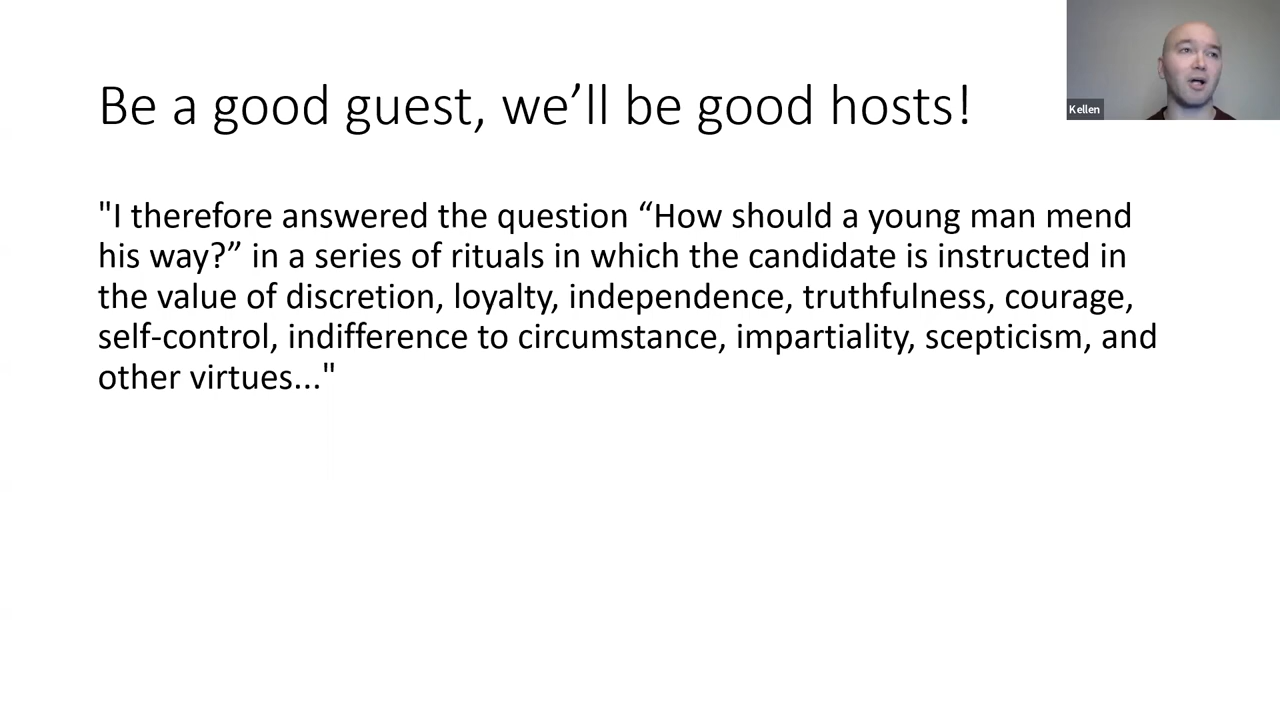 Be a good guest, we’ll be good hosts!
Kellen
"I therefore answered the question “How should a young man mend
his way?” in a series of rituals in which the candidate is instructed in
the value of discretion, loyalty, independence, truthfulness, courage,
self-control, indifference to circumstance, impartiality, scepticism, and
other virtues..."